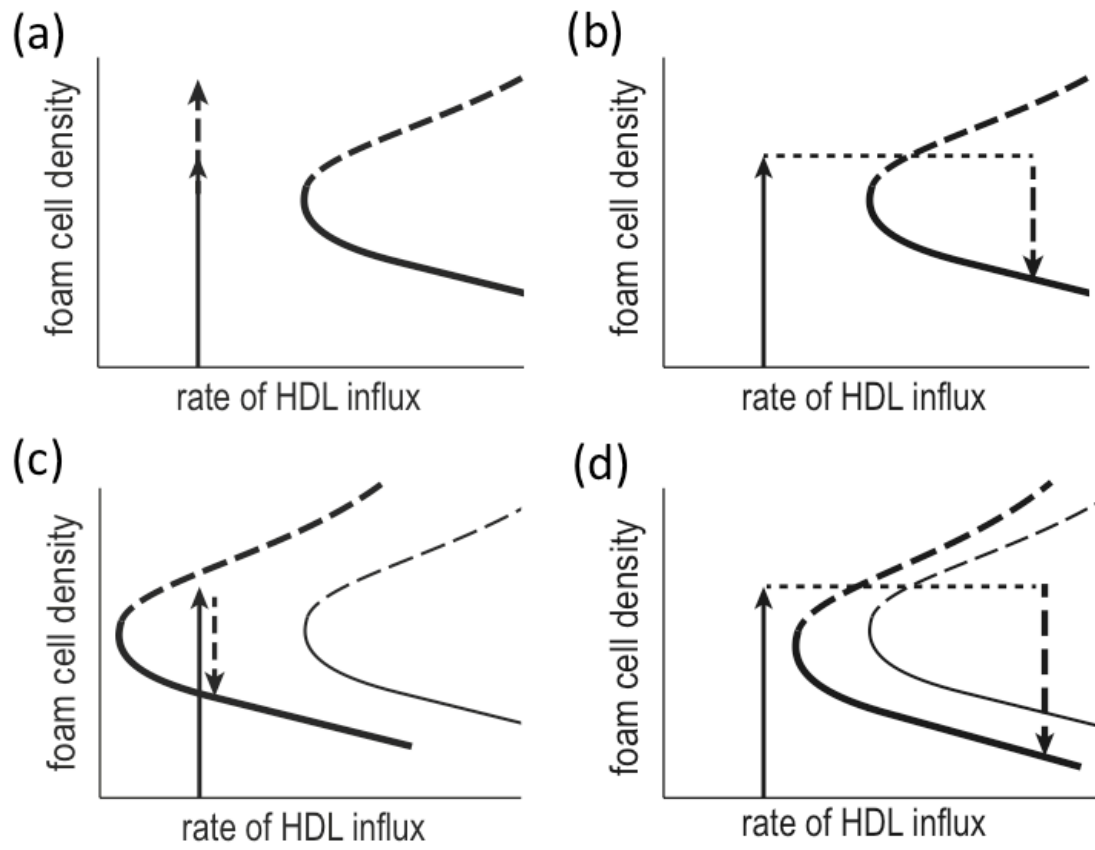 (a)
foam cell density
rate of HDL influx
(b)
foam cell density
rate of HDL influx
(c)
foam cell density
rate of HDL influx
(d)
foam cell density
rate of HDL influx